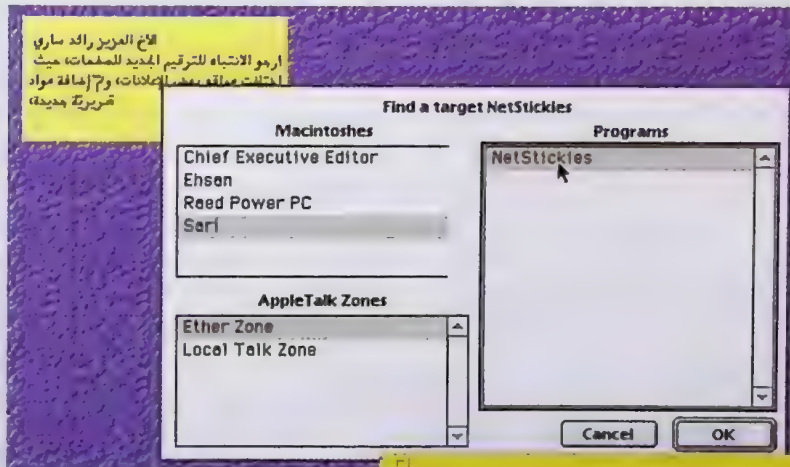 الاخ العزيز رائد ساري
ارجو الانتباه للترقيم الجديد للصفحات، حيث
اختلفت مواقع بعض الإعلانات، وتم إضافة مواد
تحريرية جديدة،
Find a target NetStickies
Macintoshes
Programs
Chief Executive Editor
Ehsan
Raed Power PC
Sari
NetStickies
AppleTalk Zones
Ether Zone
Local Talk Zone
Cancel
OK